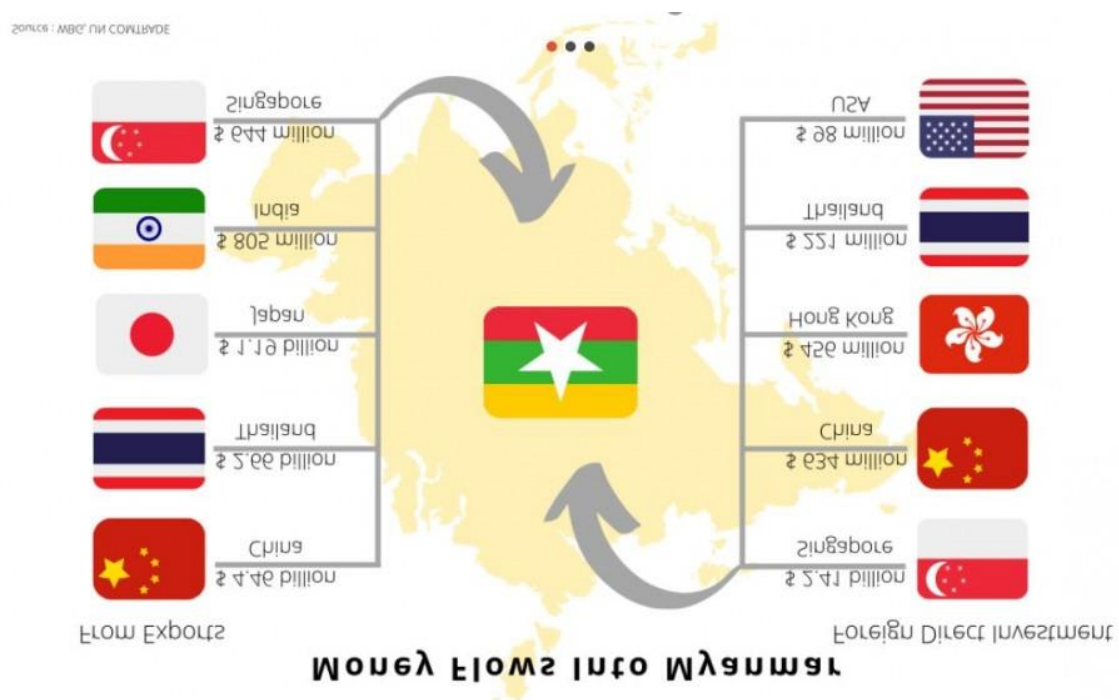 Money Flows Into Myanmar
From Exports
$ 4.46 billion
China
$ 2.66 billion
Thailand
$ 1.19 billion
Japan
$ 805 million
India
$ 644 million
Singapore
Foreign Direct Investment
$ 2.41 billion
Singapore
$ 634 million
China
$ 456 million
Hong Kong
$ 221 million
Thailand
$ 98 million
USA
Source : WBG, UN COMTRADE